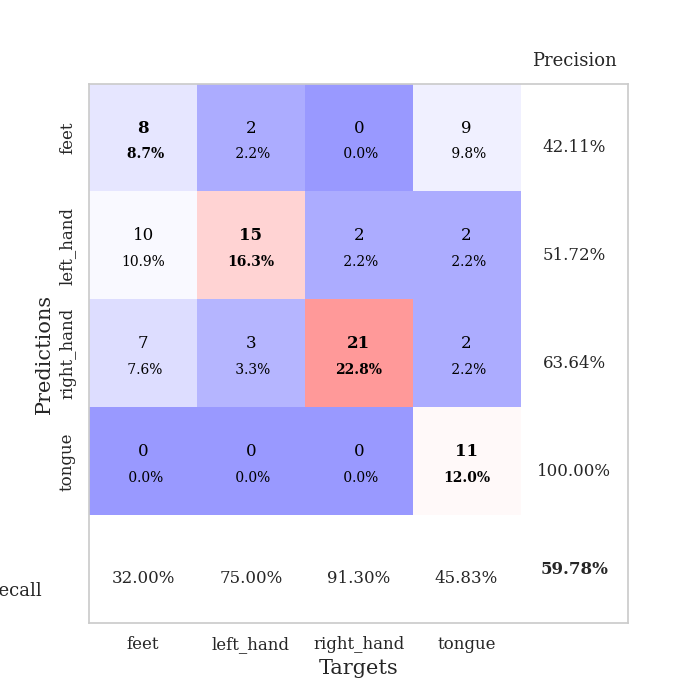 Precision
feet
8 2 0 9
8.7% 2.2% 0.0% 9.8%
42.11%
left_hand
10 15 2 2
10.9% 16.3% 2.2% 2.2%
51.72%
Predictions
right_hand
7 3 21 2
7.6% 3.3% 22.8% 2.2%
63.64%
tongue
0 0 0 11
0.0% 0.0% 0.0% 12.0%
100.00%
ecall
32.00% 75.00% 91.30% 45.83% 59.78%
feet left_hand right_hand tongue
Targets